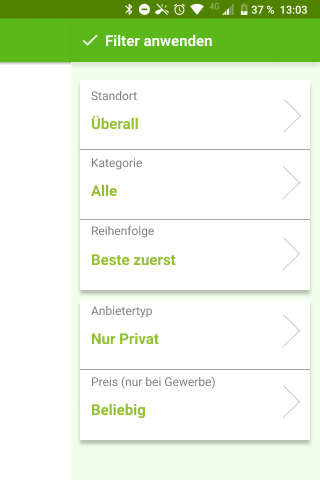 4G 37 % 13:03
Filter anwenden
Standort
Überall
Kategorie
Alle
Reihenfolge
Beste zuerst
Anbietertyp
Nur Privat
Preis (nur bei Gewerbe)
Beliebig